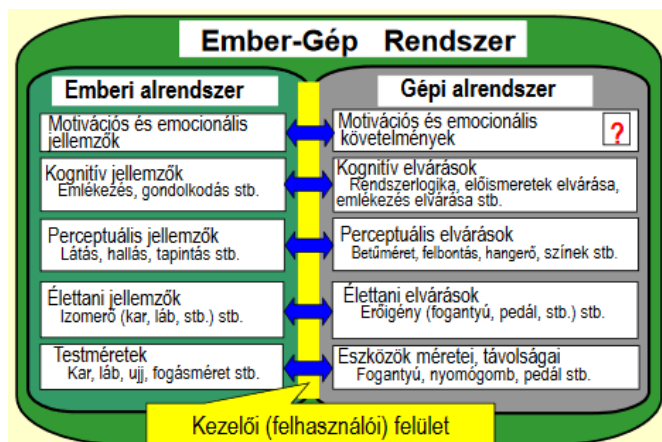 Ember-Gép Rendszer
Emberi alrendszer
Motivációs és emocionális
jellemzők
Kognitív jellemzők
Emlékezés, gondolkodás stb.
Perceptuális jellemzők
Látás, hallás, tapintás stb.
Élettani jellemzők
Izomerő (kar, láb, stb.) stb.
Testméretek
Kar, láb, ujj, fogásméret stb.
Gépi alrendszer
Motivációs és emocionális
követelmények
?
Kognitív elvárások
Rendszerlogika, előismeretek elvárása,
emlékezés elvárása stb.
Perceptuális elvárások
Betűméret, felbontás, hangerő, színek stb.
Élettani elvárások
Erőigény (fogantyú, pedál, stb.) stb.
Eszközök méretei, távolságai
Fogantyú, nyomógomb, pedál stb.
Kezelői (felhasználói) felület